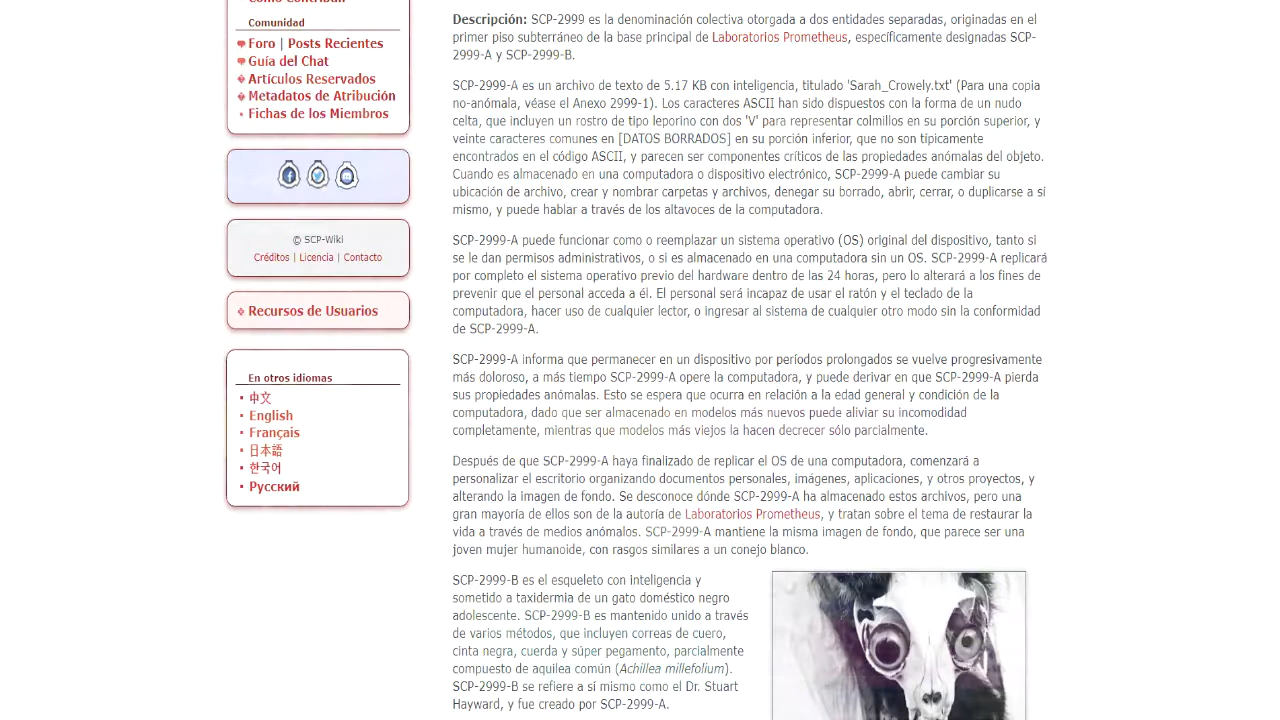 Cómo Contribuir
Comunidad
Foro | Posts Recientes
Guía del Chat
Artículos Reservados
Metadatos de Atribución
Fichas de los Miembros
© SCP-Wiki
Créditos | Licencia | Contacto
Recursos de Usuarios
En otros idiomas
中文
English
Français
日本語
한국어
Русский
Descripción: SCP-2999 es la denominación colectiva otorgada a dos entidades separadas, originadas en el
primer piso subterráneo de la base principal de Laboratorios Prometheus, específicamente designadas SCP-
2999-A y SCP-2999-B.
SCP-2999-A es un archivo de texto de 5.17 KB con inteligencia, titulado 'Sarah_Crowely.txt' (Para una copia
no-anómala, véase el Anexo 2999-1). Los caracteres ASCII han sido dispuestos con la forma de un nudo
celta, que incluyen un rostro de tipo leporino con dos 'V' para representar colmillos en su porción superior, y
veinte caracteres comunes en [DATOS BORRADOS] en su porción inferior, que no son típicamente
encontrados en el código ASCII, y parecen ser componentes críticos de las propiedades anómalas del objeto.
Cuando es almacenado en una computadora o dispositivo electrónico, SCP-2999-A puede cambiar su
ubicación de archivo, crear y nombrar carpetas y archivos, denegar su borrado, abrir, cerrar, o duplicarse a sí
mismo, y puede hablar a través de los altavoces de la computadora.
SCP-2999-A puede funcionar como o reemplazar un sistema operativo (OS) original del dispositivo, tanto si
se le dan permisos administrativos, o si es almacenado en una computadora sin un OS. SCP-2999-A replicará
por completo el sistema operativo previo del hardware dentro de las 24 horas, pero lo alterará a los fines de
prevenir que el personal acceda a él. El personal será incapaz de usar el ratón y el teclado de la
computadora, hacer uso de cualquier lector, o ingresar al sistema de cualquier otro modo sin la conformidad
de SCP-2999-A.
SCP-2999-A informa que permanecer en un dispositivo por períodos prolongados se vuelve progresivamente
más doloroso, a más tiempo SCP-2999-A opere la computadora, y puede derivar en que SCP-2999-A pierda
sus propiedades anómalas. Esto se espera que ocurra en relación a la edad general y condición de la
computadora, dado que ser almacenado en modelos más nuevos puede aliviar su incomodidad
completamente, mientras que modelos más viejos la hacen decrecer sólo parcialmente.
Después de que SCP-2999-A haya finalizado de replicar el OS de una computadora, comenzará a
personalizar el escritorio organizando documentos personales, imágenes, aplicaciones, y otros proyectos, y
alterando la imagen de fondo. Se desconoce dónde SCP-2999-A ha almacenado estos archivos, pero una
gran mayoría de ellos son de la autoría de Laboratorios Prometheus, y tratan sobre el tema de restaurar la
vida a través de medios anómalos. SCP-2999-A mantiene la misma imagen de fondo, que parece ser una
joven mujer humanoide, con rasgos similares a un conejo blanco.
SCP-2999-B es el esqueleto con inteligencia y
sometido a taxidermia de un gato doméstico negro
adolescente. SCP-2999-B es mantenido unido a través
de varios métodos, que incluyen correas de cuero,
cinta negra, cuerda y súper pegamento, parcialmente
compuesto de aquilea común (Achillea millefolium).
SCP-2999-B se refiere a sí mismo como el Dr. Stuart
Hayward, y fue creado por SCP-2999-A.